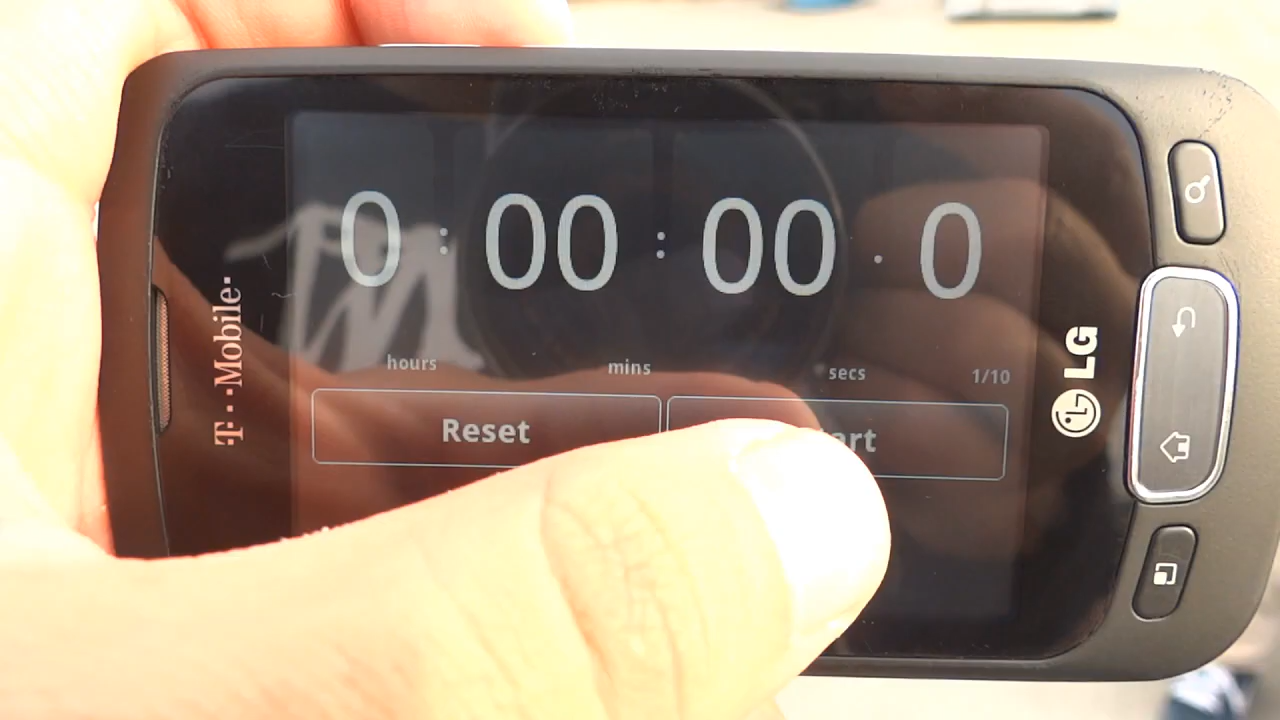 0 : 00 : 00 . 0
hours mins secs 1/10
Reset
T··Mobile·
LG